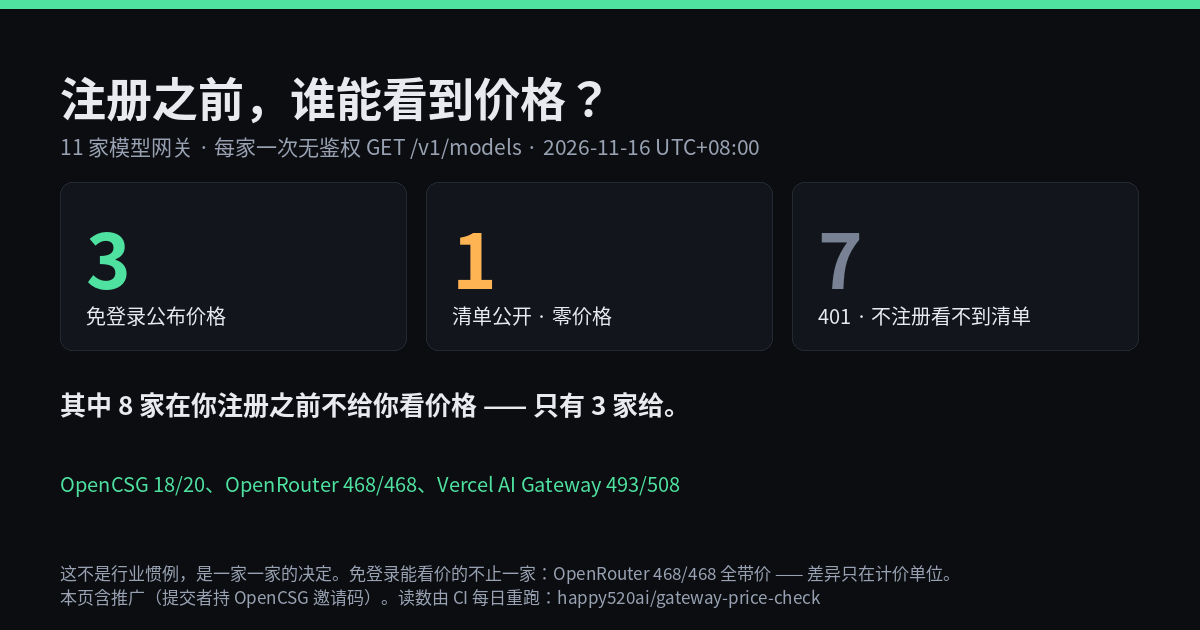 注册之前，谁能看到价格？
11 家模型网关 · 每家一次无鉴权 GET /v1/models · 2026-11-16 UTC+08:00
3
免登录公布价格
1
清单公开 · 零价格
7
401 · 不注册看不到清单
其中 8 家在你注册之前不给你看价格 —— 只有 3 家给。
OpenCSG 18/20、OpenRouter 468/468、Vercel AI Gateway 493/508
这不是行业惯例，是一家一家的决定。免登录能看价的不止一家：OpenRouter 468/468 全带价 —— 差异只在计价单位。
本页含推广（提交者持 OpenCSG 邀请码）。读数由 CI 每日重跑：happy520ai/gateway-price-check